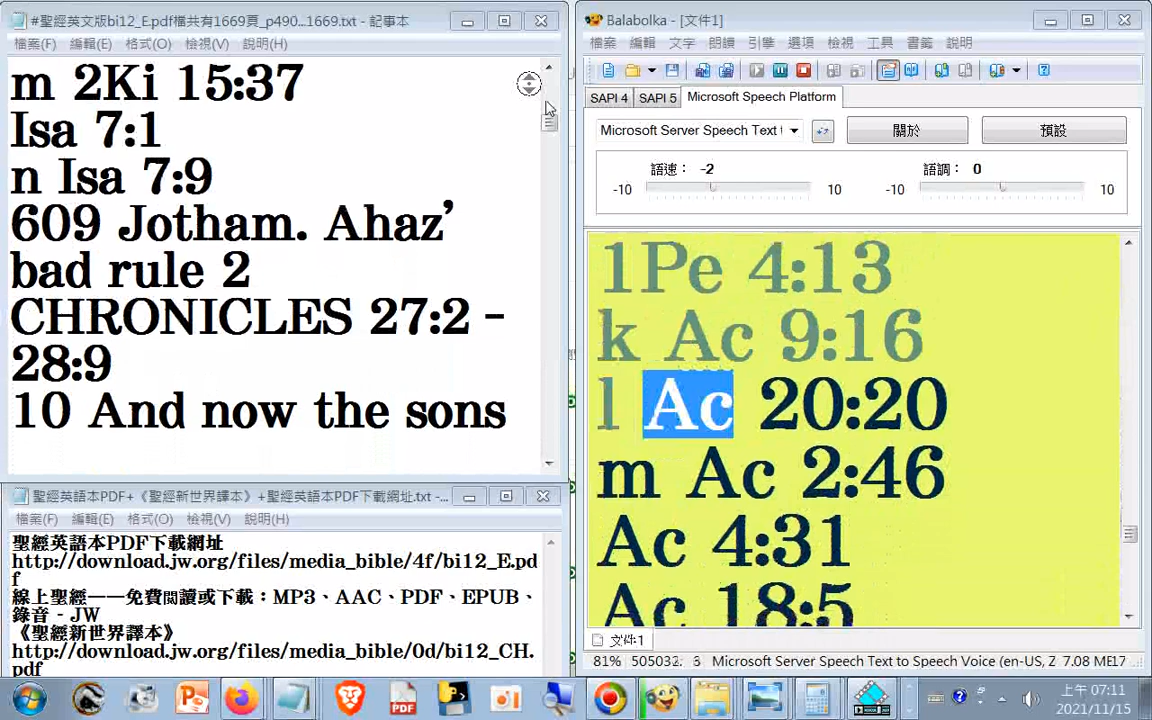 #聖經英文版bi12_E.pdf檔共有1669頁_p490...1669.txt - 記事本
檔案(F) 編輯(E) 格式(O) 檢視(V) 說明(H)
m 2Ki 15:37
Isa 7:1
n Isa 7:9
609 Jotham. Ahaz’
bad rule 2
CHRONICLES 27:2 -
28:9
10 And now the sons
聖經英語本PDF+《聖經新世界譯本》+聖經英語本PDF下載網址.txt -...
檔案(F) 編輯(E) 格式(O) 檢視(V) 說明(H)
聖經英語本PDF下載網址
http://download.jw.org/files/media_bible/4f/bi12_E.pd
f
線上聖經──免費閱讀或下載：MP3、AAC、PDF、EPUB、
錄音 - JW
《聖經新世界譯本》
http://download.jw.org/files/media_bible/0d/bi12_CH.
pdf
Balabolka - [文件1]
檔案 編輯 文字 朗讀 引擎 選項 檢視 工具 書籤 說明
SAPI 4 SAPI 5 Microsoft Speech Platform
Microsoft Server Speech Text 關於 預設
語速： -2 語調： 0
-10 10 -10 10
1Pe 4:13
k Ac 9:16
l Ac 20:20
m Ac 2:46
Ac 4:31
Ac 18:5
文件1
81% Microsoft Server Speech Text to Speech Voice (en-US, Z 7.08 ME17
PDF
上午 07:11
2021/11/15